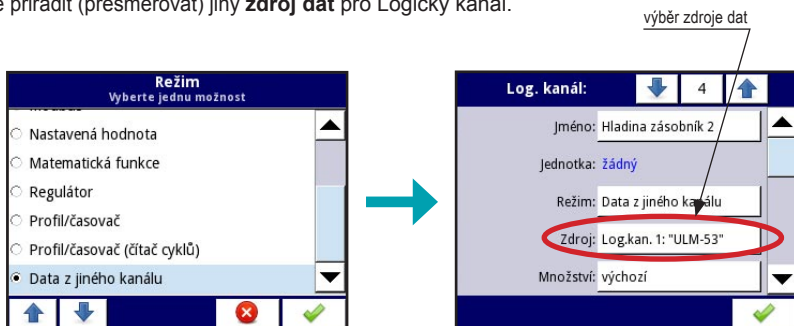 přiřadit (přesměrovat) jiný zdroj dat pro Logický kanál.
výběr zdroje dat
Režim
Vyberte jednu možnost
Nastavená hodnota
Matematická funkce
Regulátor
Profil/časovač
Profil/časovač (čítač cyklů)
Data z jiného kanálu
Log. kanál:
4
Jméno: Hladina zásobník 2
Jednotka: žádný
Režim: Data z jiného kanálu
Zdroj: Log.kan. 1: "ULM-53"
Množství: výchozí